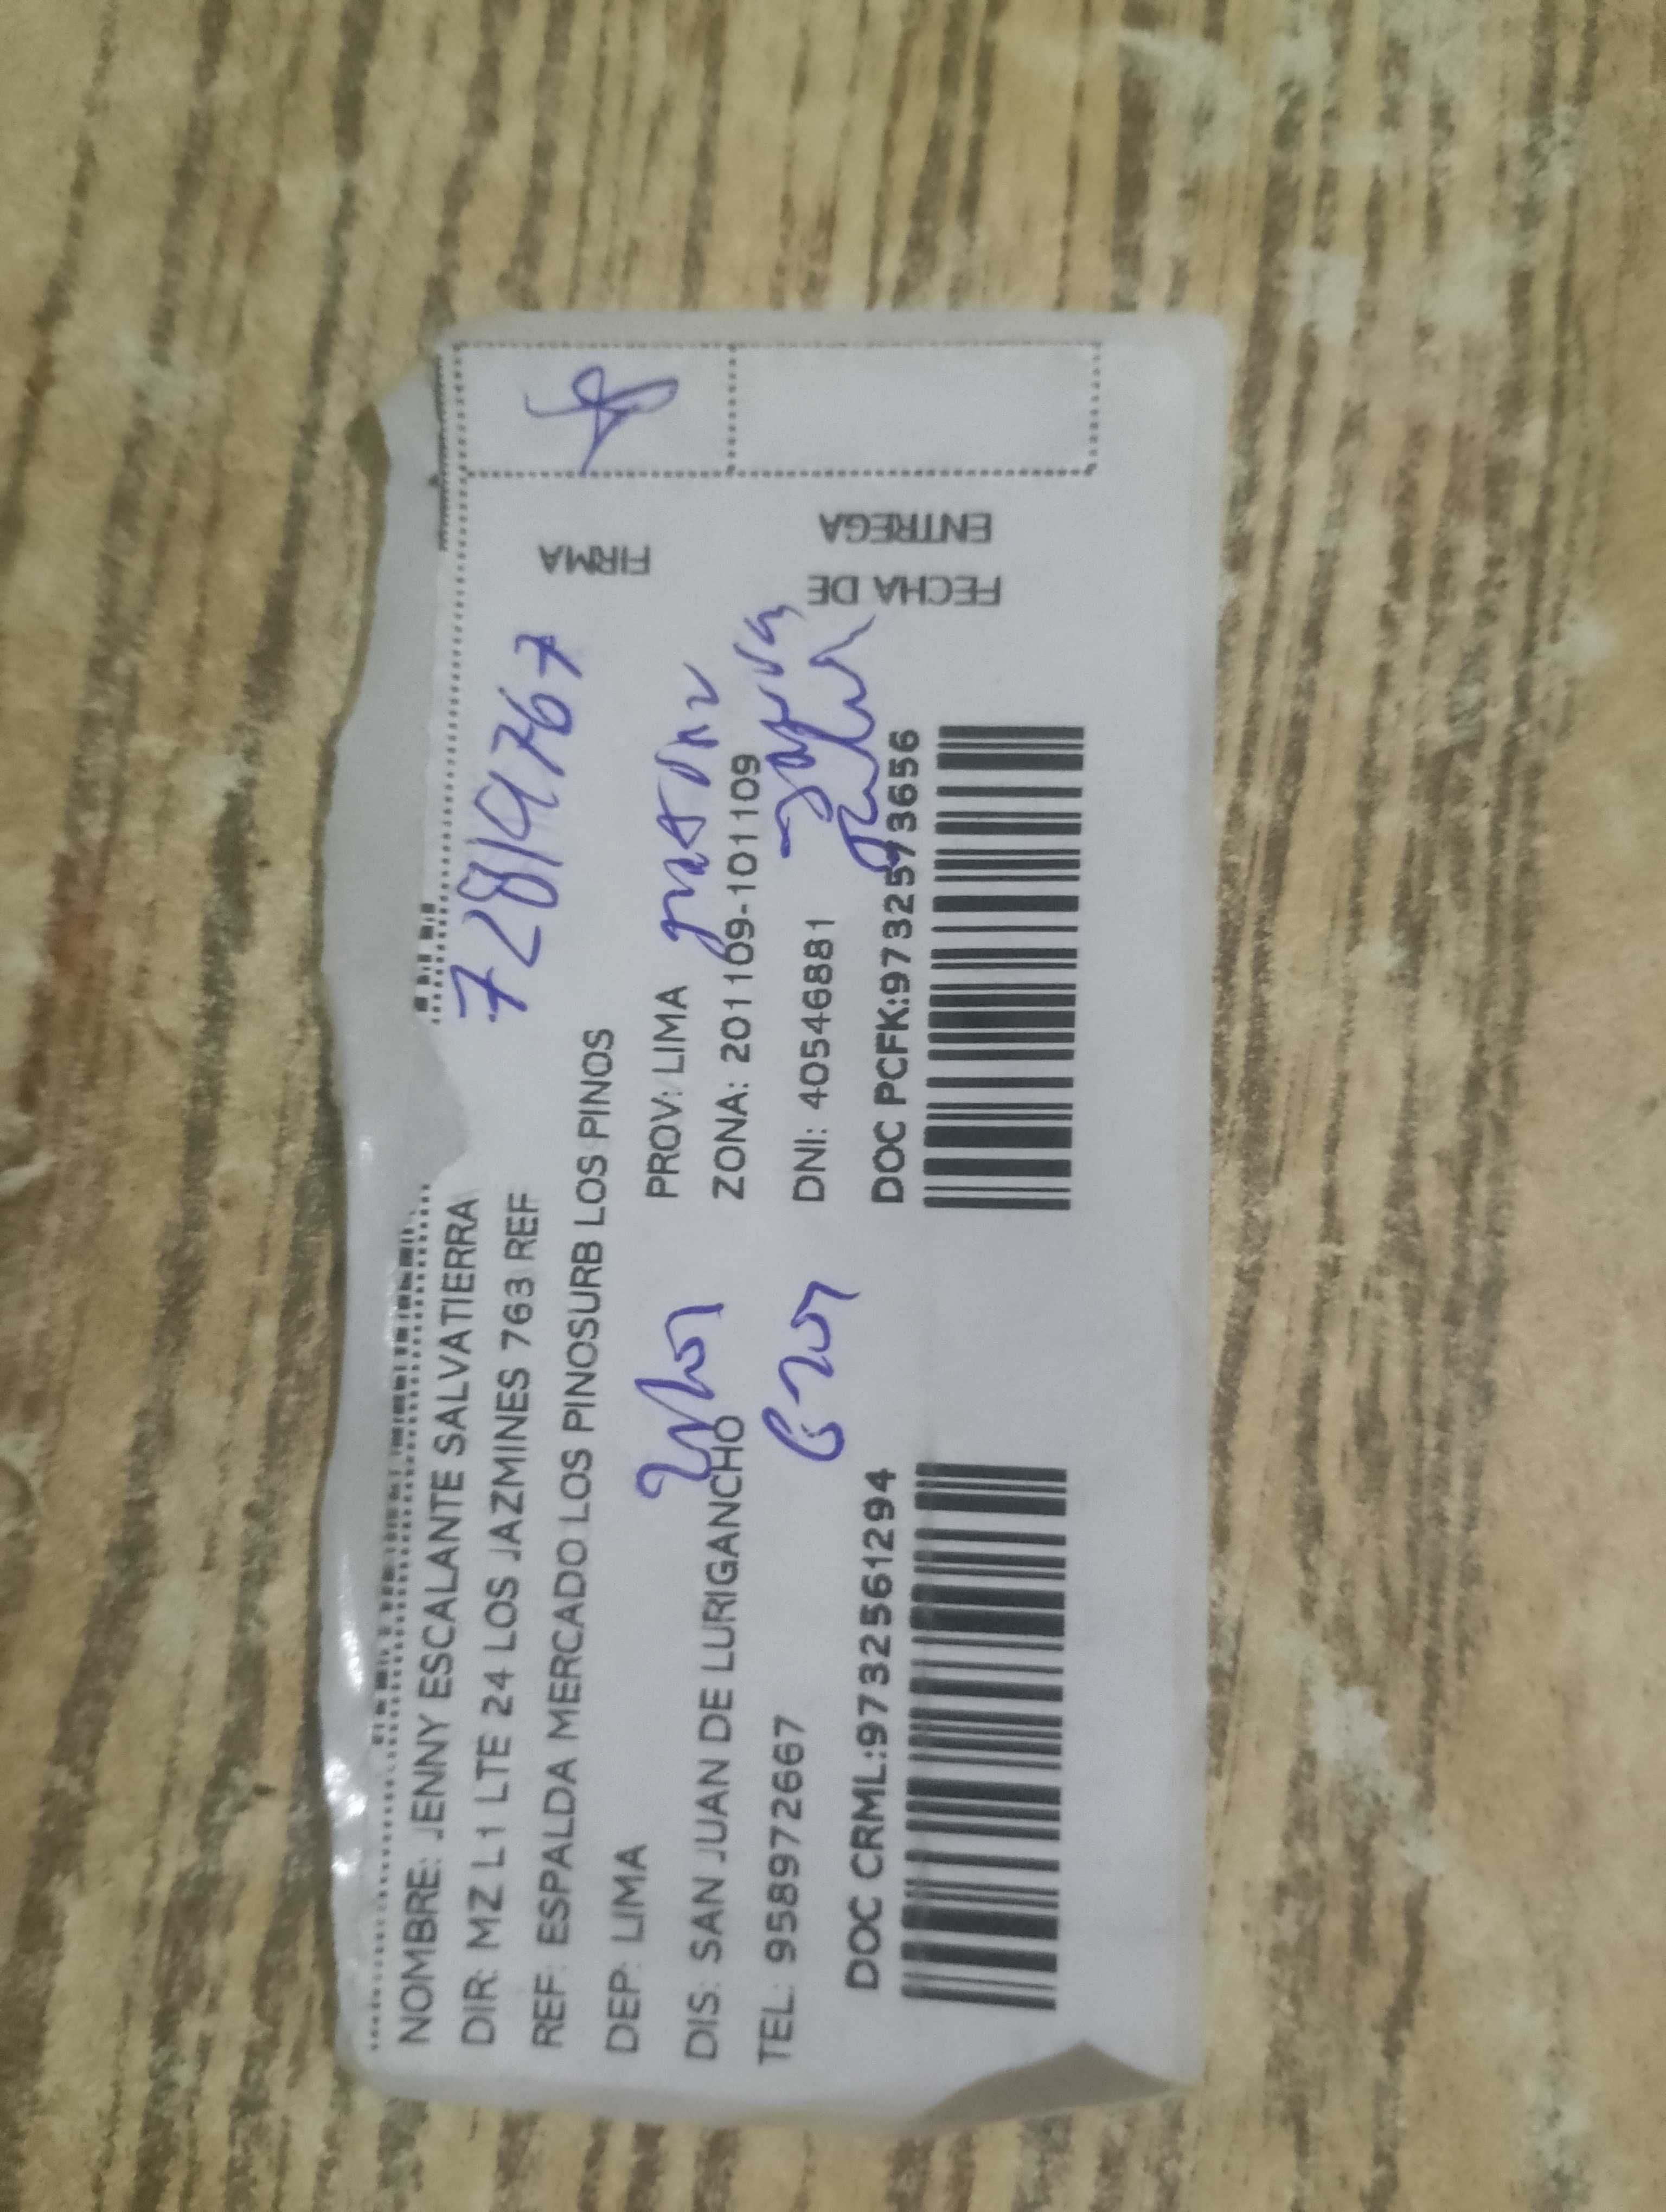 NOMBRE: JENNY ESCALANTE SALVATIERRA
72819767
DIR: MZ L1 LTE 24 LOS JAZMINES 763 REF
REF: ESPALDA MERCADO LOS PINOSURB LOS PINOS
DEP: LIMA PROV: LIMA
DIS: SAN JUAN DE LURIGANCHO ZONA: 201109-101109
TEL: 958972667 DNI: 40546881
DOC CRML:9732561294 DOC PCFK:9732573656
FIRMA
FECHA DE
ENTREGA